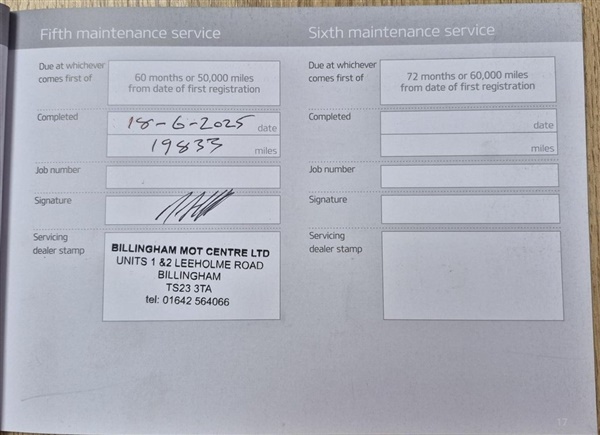 Fifth maintenance service
Due at whichever
comes first of
60 months or 50,000 miles
from date of first registration
Completed
18-6-2025 date
19833 miles
Job number
Signature
Servicing
dealer stamp
BILLINGHAM MOT CENTRE LTD
UNITS 1 &2 LEEHOLME ROAD
BILLINGHAM
TS23 3TA
tel: 01642 564066
Sixth maintenance service
Due at whichever
comes first of
72 months or 60,000 miles
from date of first registration
Completed
date
miles
Job number
Signature
Servicing
dealer stamp
17